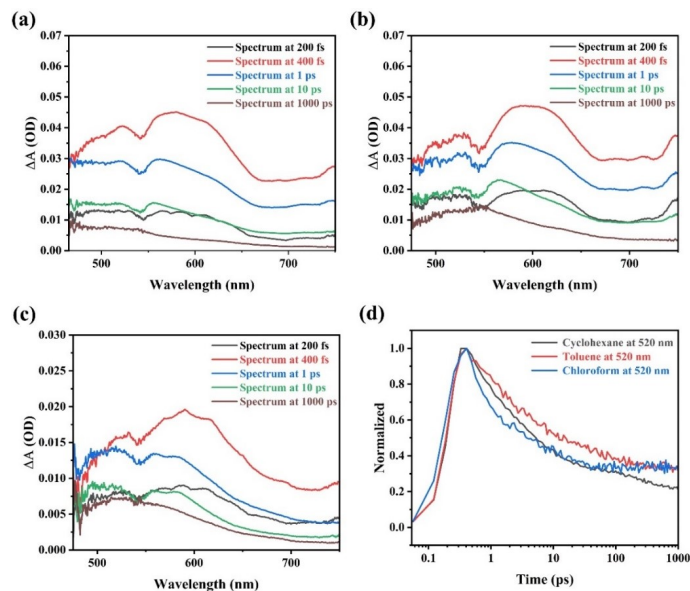 (a)
0.07
0.06
0.05
0.04
0.03
0.02
0.01
0.00
ΔA (OD)
Spectrum at 200 fs
Spectrum at 400 fs
Spectrum at 1 ps
Spectrum at 10 ps
Spectrum at 1000 ps
500 600 700
Wavelength (nm)
(b)
0.07
0.06
0.05
0.04
0.03
0.02
0.01
0.00
ΔA (OD)
Spectrum at 200 fs
Spectrum at 400 fs
Spectrum at 1 ps
Spectrum at 10 ps
Spectrum at 1000 ps
500 600 700
Wavelength (nm)
(c)
0.030
0.025
0.020
0.015
0.010
0.005
0.000
ΔA (OD)
Spectrum at 200 fs
Spectrum at 400 fs
Spectrum at 1 ps
Spectrum at 10 ps
Spectrum at 1000 ps
500 600 700
Wavelength (nm)
(d)
1.0
0.8
0.6
0.4
0.2
0.0
Normalized
Cyclohexane at 520 nm
Toluene at 520 nm
Chloroform at 520 nm
0.1 1 10 100 1000
Time (ps)